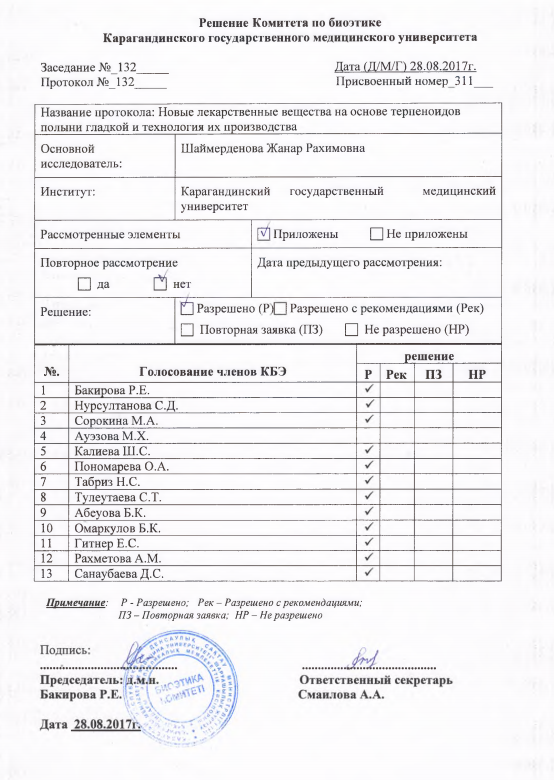 Решение Комитета по биоэтике
Карагандинского государственного медицинского университета
Заседание №_132_____ Дата (Д/М/Г) 28.08.2017г.
Протокол №_132_____ Присвоенный номер_311___
Название протокола: Новые лекарственные вещества на основе терпеноидов
полыни гладкой и технология их производства
Основной исследователь: Шаймерденова Жанар Рахимовна
Институт: Карагандинский государственный медицинский
университет
Рассмотренные элементы ☑ Приложены ☐ Не приложены
Повторное рассмотрение Дата предыдущего рассмотрения:
☐ да ☑ нет
Решение: ☑ Разрешено (Р) ☐ Разрешено с рекомендациями (Рек)
☐ Повторная заявка (ПЗ) ☐ Не разрешено (НР)
№. Голосование членов КБЭ решение
Р Рек ПЗ НР
1 Бакирова Р.Е. ✓
2 Нурсултанова С.Д. ✓
3 Сорокина М.А. ✓
4 Ауэзова М.Х.
5 Калиева Ш.С. ✓
6 Пономарева О.А. ✓
7 Табриз Н.С. ✓
8 Тулеутаева С.Т. ✓
9 Абеуова Б.К. ✓
10 Омаркулов Б.К. ✓
11 Гитнер Е.С. ✓
12 Рахметова А.М. ✓
13 Санаубаева Д.С. ✓
Примечание: Р - Разрешено; Рек – Разрешено с рекомендациями;
ПЗ – Повторная заявка; НР – Не разрешено
Подпись:
Председатель: д.м.н. Ответственный секретарь
Бакирова Р.Е. Смаилова А.А.
БИОЭТИКА
КОМИТЕТІ
Дата 28.08.2017г.